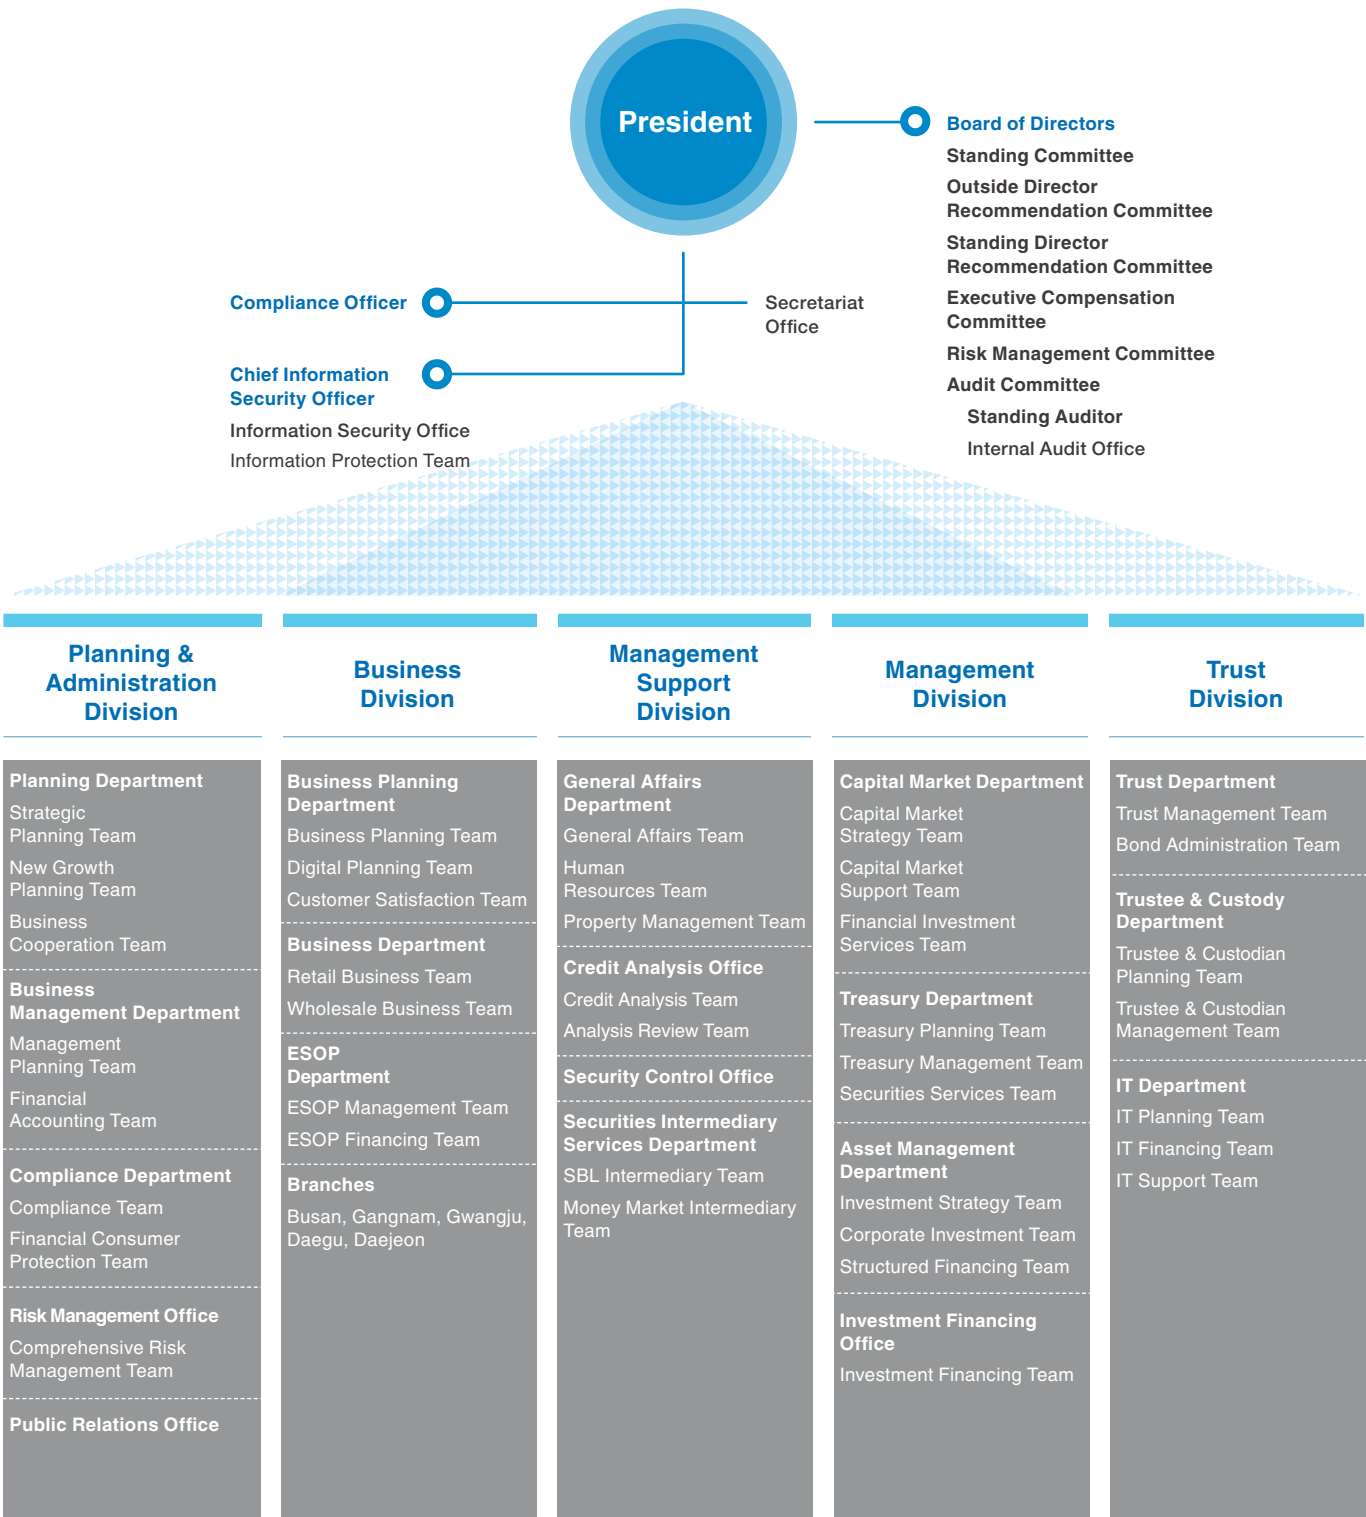 President
Board of Directors
Standing Committee
Outside Director
Recommendation Committee
Standing Director
Recommendation Committee
Executive Compensation
Committee
Risk Management Committee
Audit Committee
Standing Auditor
Internal Audit Office
Compliance Officer
Secretariat
Office
Chief Information
Security Officer
Information Security Office
Information Protection Team
Planning &
Administration
Division
Planning Department
Strategic
Planning Team
New Growth
Planning Team
Business
Cooperation Team
Business
Management Department
Management
Planning Team
Financial
Accounting Team
Compliance Department
Compliance Team
Financial Consumer
Protection Team
Risk Management Office
Comprehensive Risk
Management Team
Public Relations Office
Business
Division
Business Planning
Department
Business Planning Team
Digital Planning Team
Customer Satisfaction Team
Business Department
Retail Business Team
Wholesale Business Team
ESOP
Department
ESOP Management Team
ESOP Financing Team
Branches
Busan, Gangnam, Gwangju,
Daegu, Daejeon
Management
Support
Division
General Affairs
Department
General Affairs Team
Human
Resources Team
Property Management Team
Credit Analysis Office
Credit Analysis Team
Analysis Review Team
Security Control Office
Securities Intermediary
Services Department
SBL Intermediary Team
Money Market Intermediary
Team
Management
Division
Capital Market Department
Capital Market
Strategy Team
Capital Market
Support Team
Financial Investment
Services Team
Treasury Department
Treasury Planning Team
Treasury Management Team
Securities Services Team
Asset Management
Department
Investment Strategy Team
Corporate Investment Team
Structured Financing Team
Investment Financing
Office
Investment Financing Team
Trust
Division
Trust Department
Trust Management Team
Bond Administration Team
Trustee & Custody
Department
Trustee & Custodian
Planning Team
Trustee & Custodian
Management Team
IT Department
IT Planning Team
IT Financing Team
IT Support Team